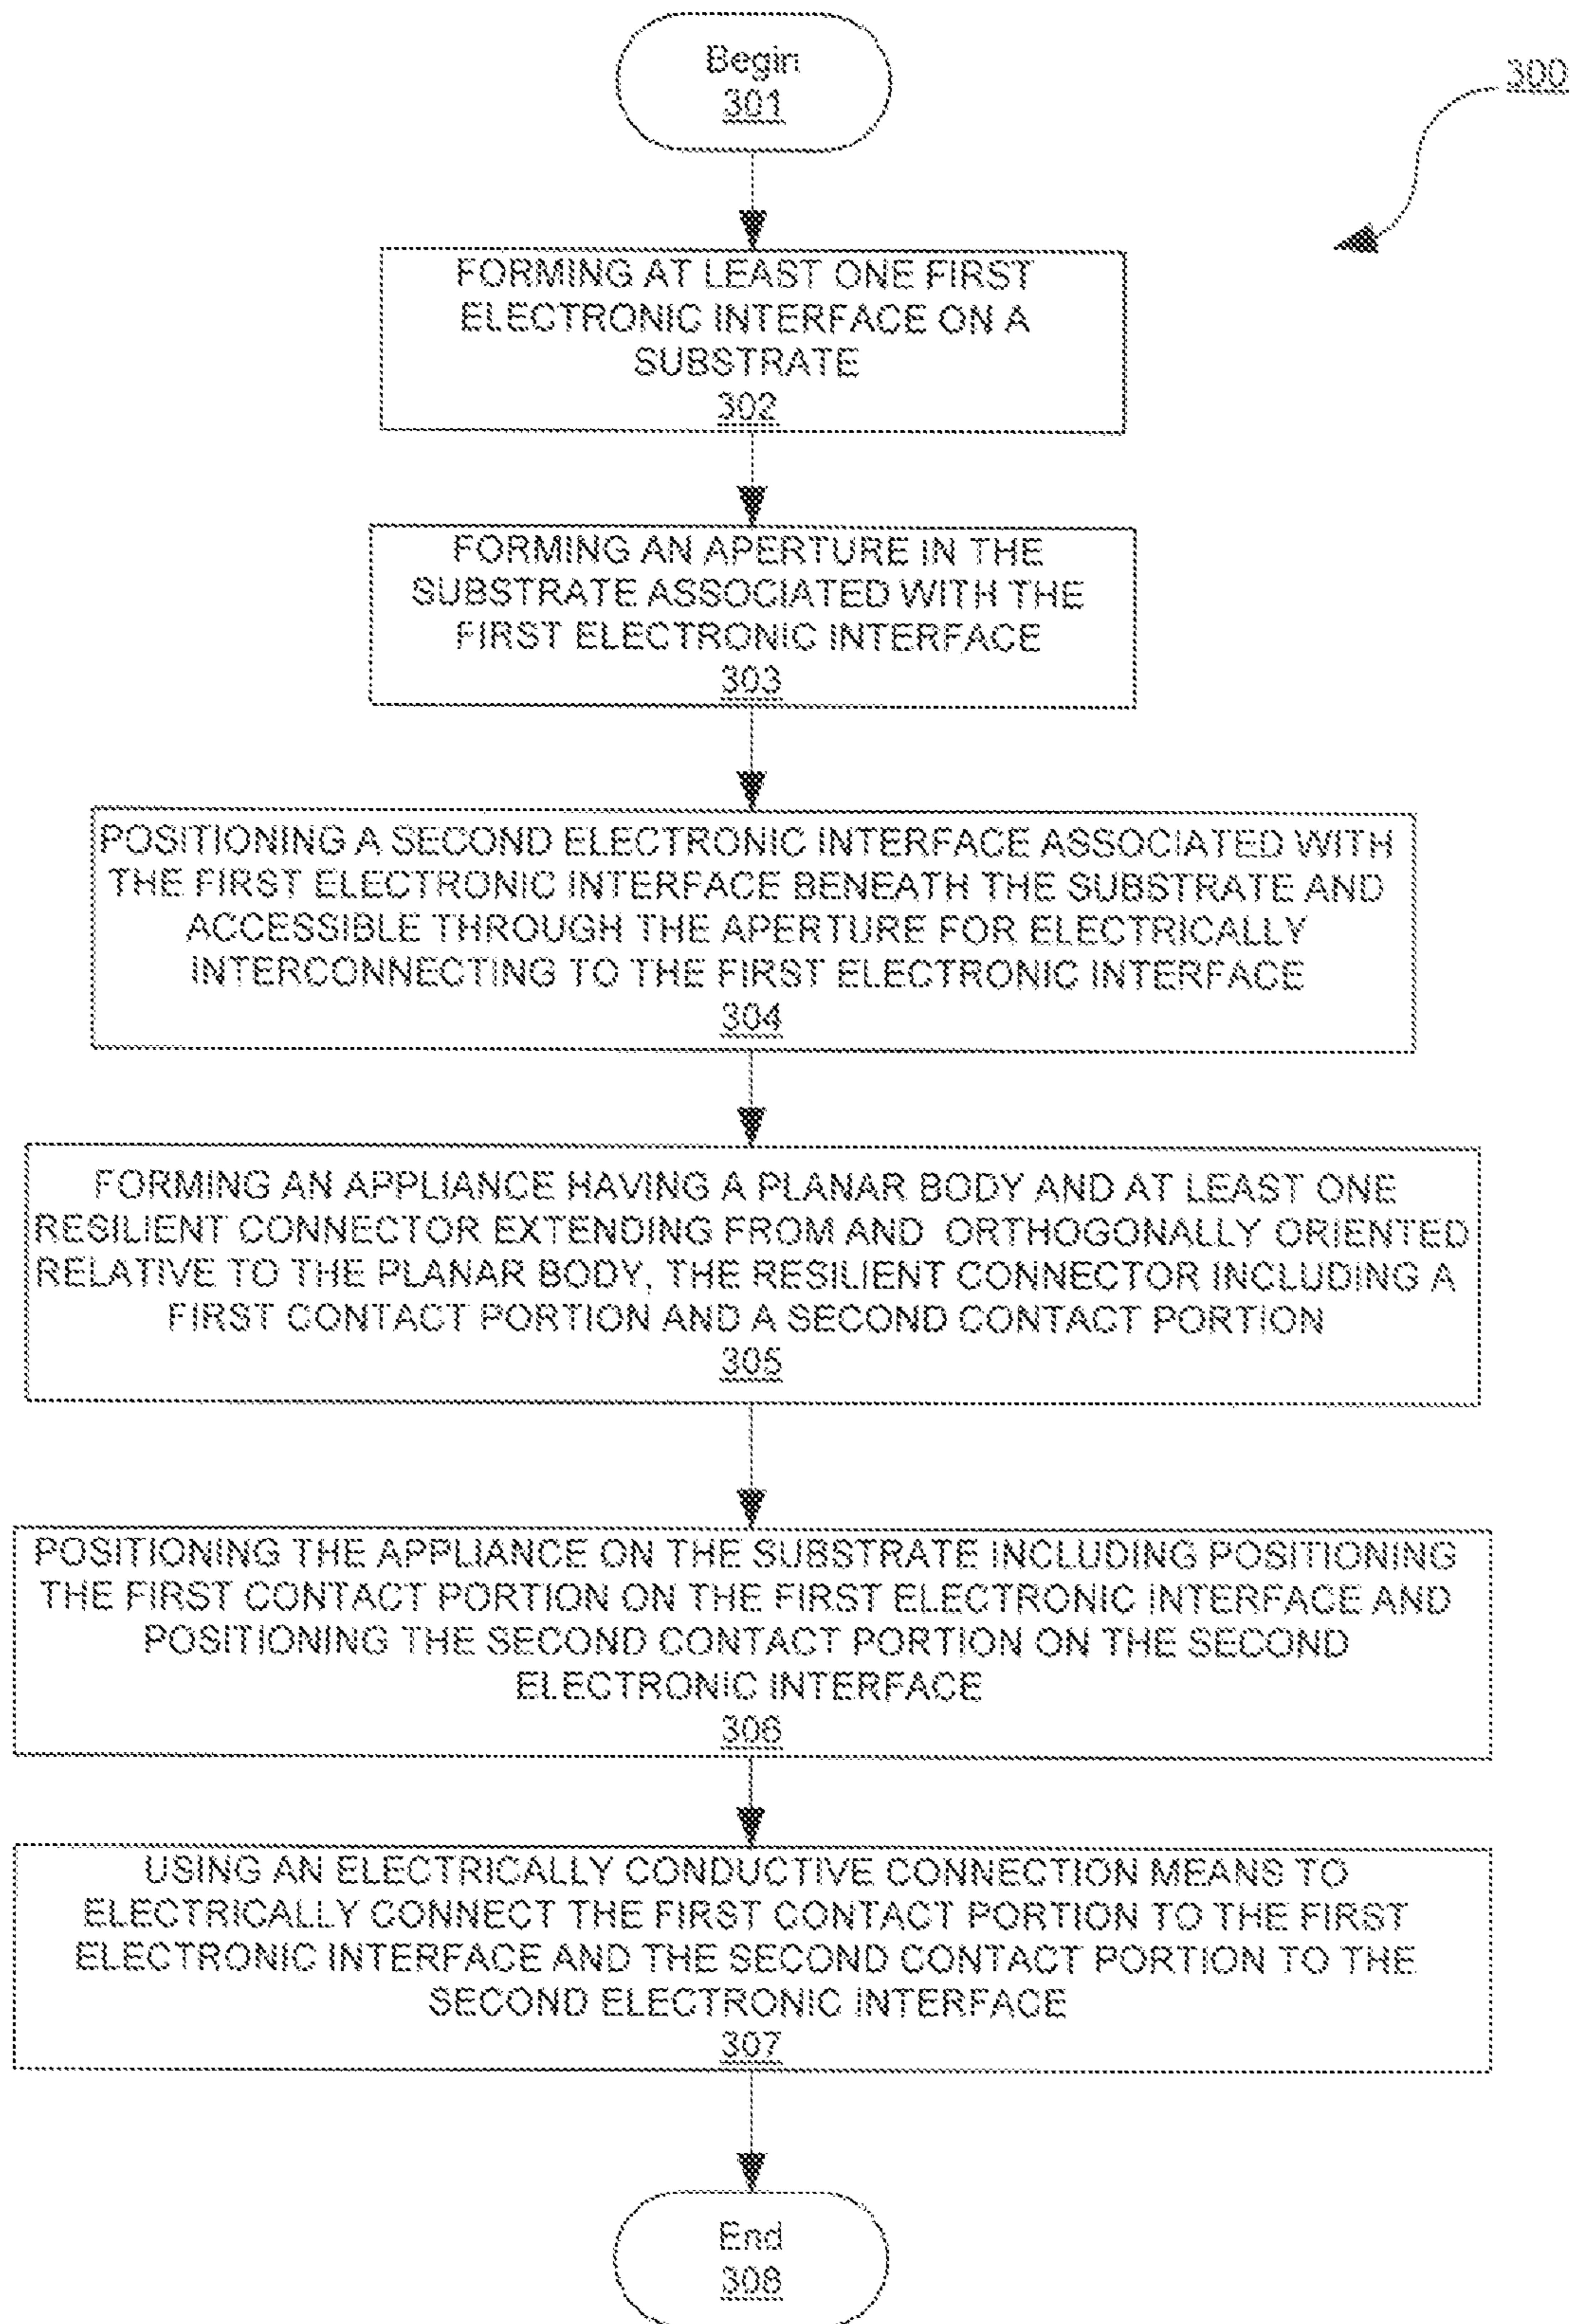 Begin
301
300
FORMING AT LEAST ONE FIRST
ELECTRONIC INTERFACE ON A
SUBSTRATE
302
FORMING AN APERTURE IN THE
SUBSTRATE ASSOCIATED WITH THE
FIRST ELECTRONIC INTERFACE
303
POSITIONING A SECOND ELECTRONIC INTERFACE ASSOCIATED WITH
THE FIRST ELECTRONIC INTERFACE BENEATH THE SUBSTRATE AND
ACCESSIBLE THROUGH THE APERTURE FOR ELECTRICALLY
INTERCONNECTING TO THE FIRST ELECTRONIC INTERFACE
304
FORMING AN APPLIANCE HAVING A PLANAR BODY AND AT LEAST ONE
RESILIENT CONNECTOR EXTENDING FROM AND ORTHOGONALLY ORIENTED
RELATIVE TO THE PLANAR BODY, THE RESILIENT CONNECTOR INCLUDING A
FIRST CONTACT PORTION AND A SECOND CONTACT PORTION
305
POSITIONING THE APPLIANCE ON THE SUBSTRATE INCLUDING POSITIONING
THE FIRST CONTACT PORTION ON THE FIRST ELECTRONIC INTERFACE AND
POSITIONING THE SECOND CONTACT PORTION ON THE SECOND
ELECTRONIC INTERFACE
306
USING AN ELECTRICALLY CONDUCTIVE CONNECTION MEANS TO
ELECTRICALLY CONNECT THE FIRST CONTACT PORTION TO THE FIRST
ELECTRONIC INTERFACE AND THE SECOND CONTACT PORTION TO THE
SECOND ELECTRONIC INTERFACE
307
End
308